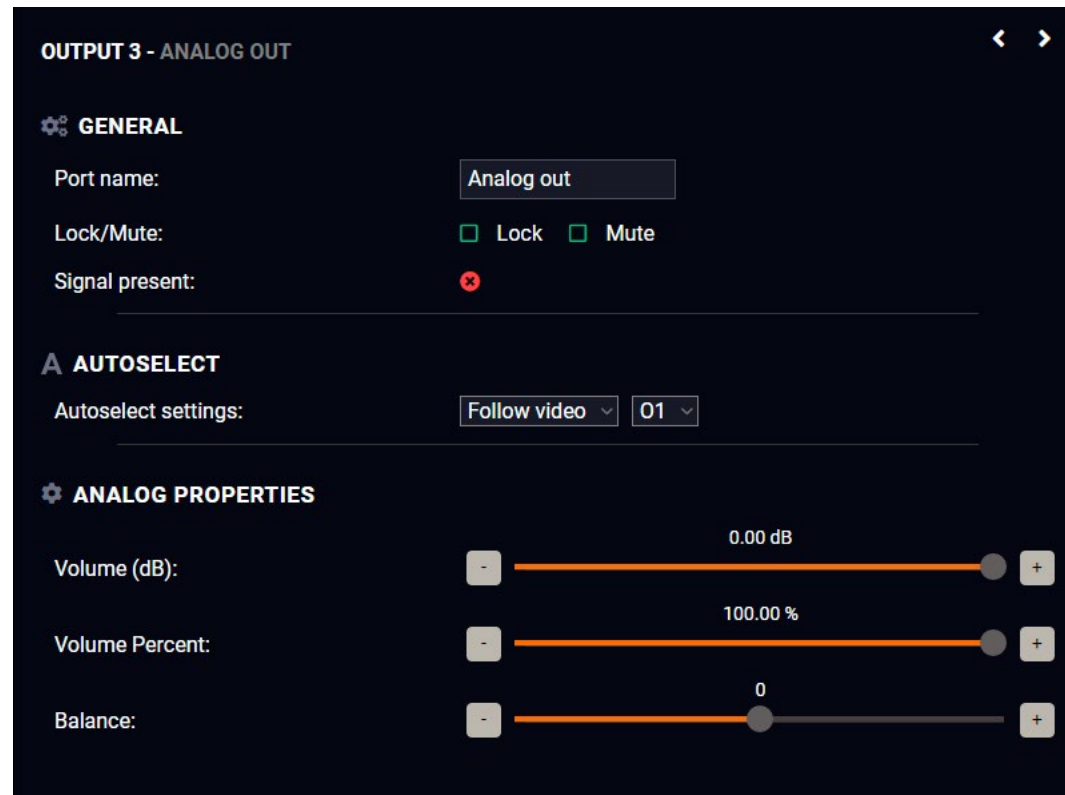 OUTPUT 3 - ANALOG OUT
GENERAL
Port name: Analog out
Lock/Mute: Lock Mute
Signal present:
A AUTOSELECT
Autoselect settings: Follow video O1
ANALOG PROPERTIES
0.00 dB
Volume (dB): - +
100.00 %
Volume Percent: - +
0
Balance: - +